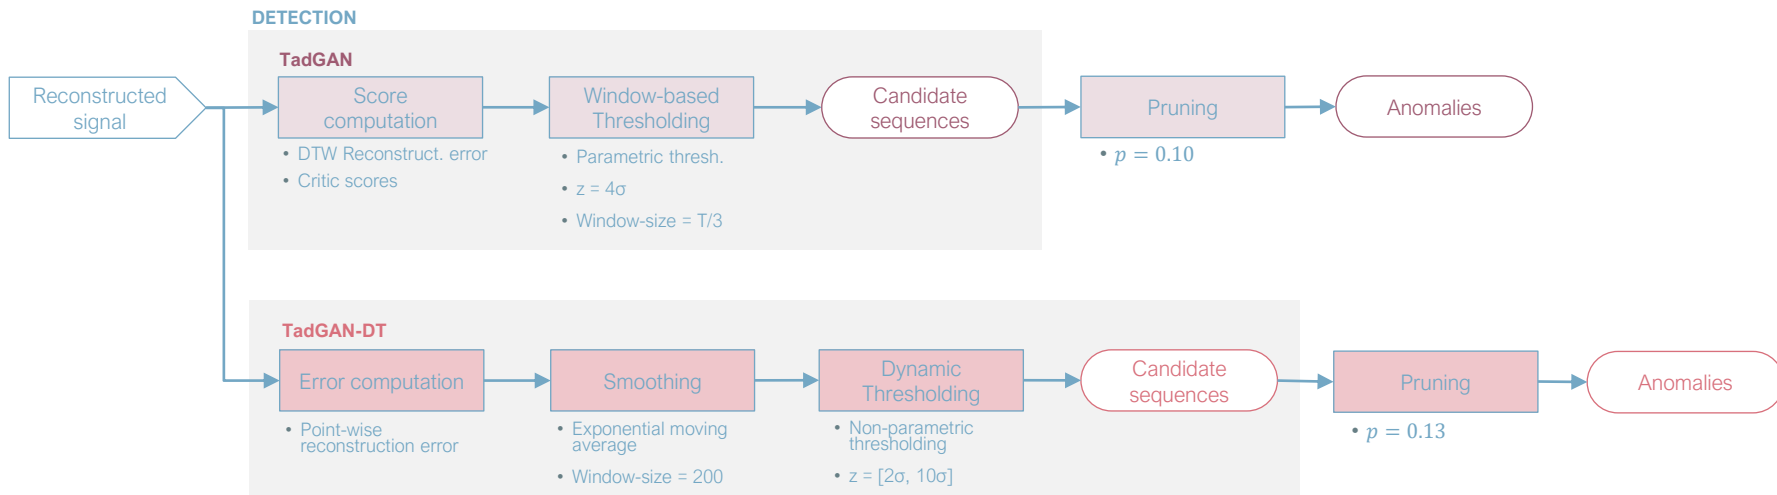 DETECTION
TadGAN
Reconstructed
signal
Score
computation
• DTW Reconstruct. error
• Critic scores
Window-based
Thresholding
• Parametric thresh.
• z = 4σ
• Window-size = T/3
Candidate
sequences
Pruning
• p = 0.10
Anomalies
TadGAN-DT
Error computation
• Point-wise
reconstruction error
Smoothing
• Exponential moving
average
• Window-size = 200
Dynamic
Thresholding
• Non-parametric
thresholding
• z = [2σ, 10σ]
Candidate
sequences
Pruning
• p = 0.13
Anomalies